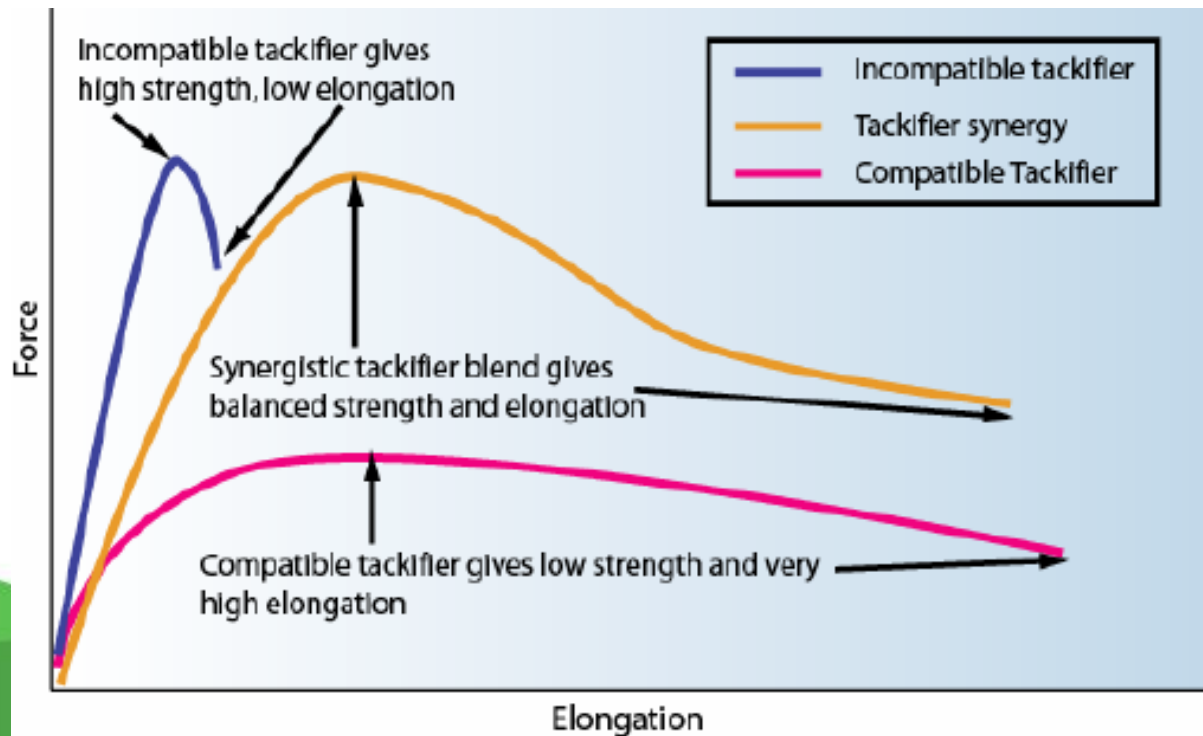 Incompatible tackifier gives
high strength, low elongation
Incompatible tackifier
Tackifier synergy
Compatible Tackifier
Force
Synergistic tackifier blend gives
balanced strength and elongation
Compatible tackifier gives low strength and very
high elongation
Elongation